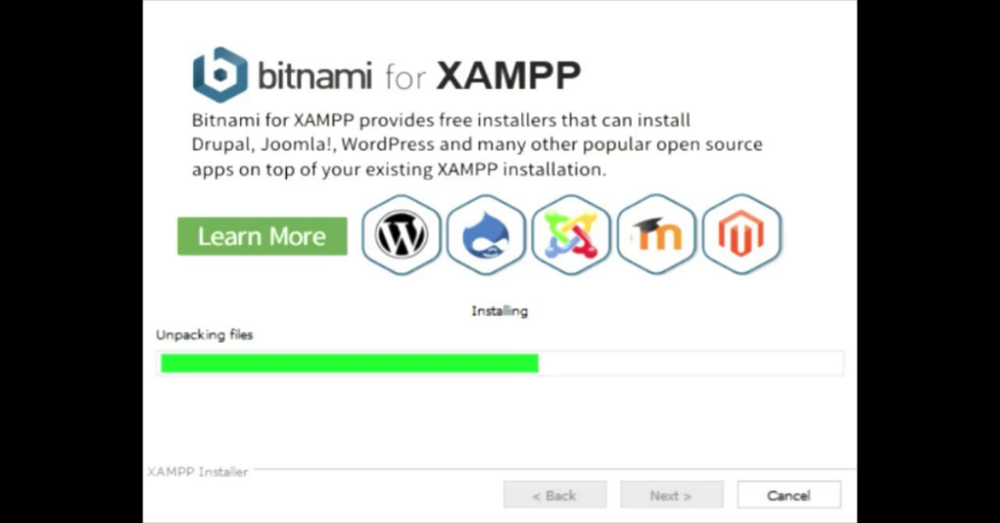 bitnami for XAMPP
Bitnami for XAMPP provides free installers that can install
Drupal, Joomla!, WordPress and many other popular open source
apps on top of your existing XAMPP installation.
Learn More
Installing
Unpacking files
XAMPP Installer
< Back Next > Cancel